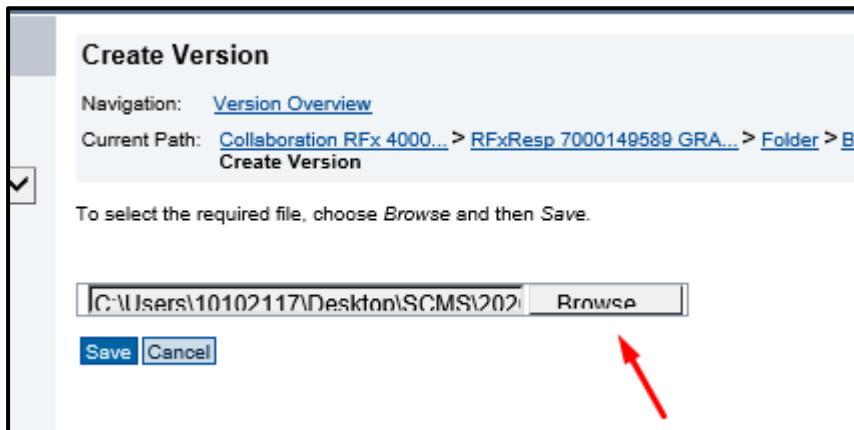 Create Version
Navigation: Version Overview
Current Path: Collaboration RFx 4000... > RFxResp 7000149589 GRA... > Folder > B
Create Version
To select the required file, choose Browse and then Save.
C:\Users\10102117\Desktop\SCMS\202 Browse...
Save Cancel